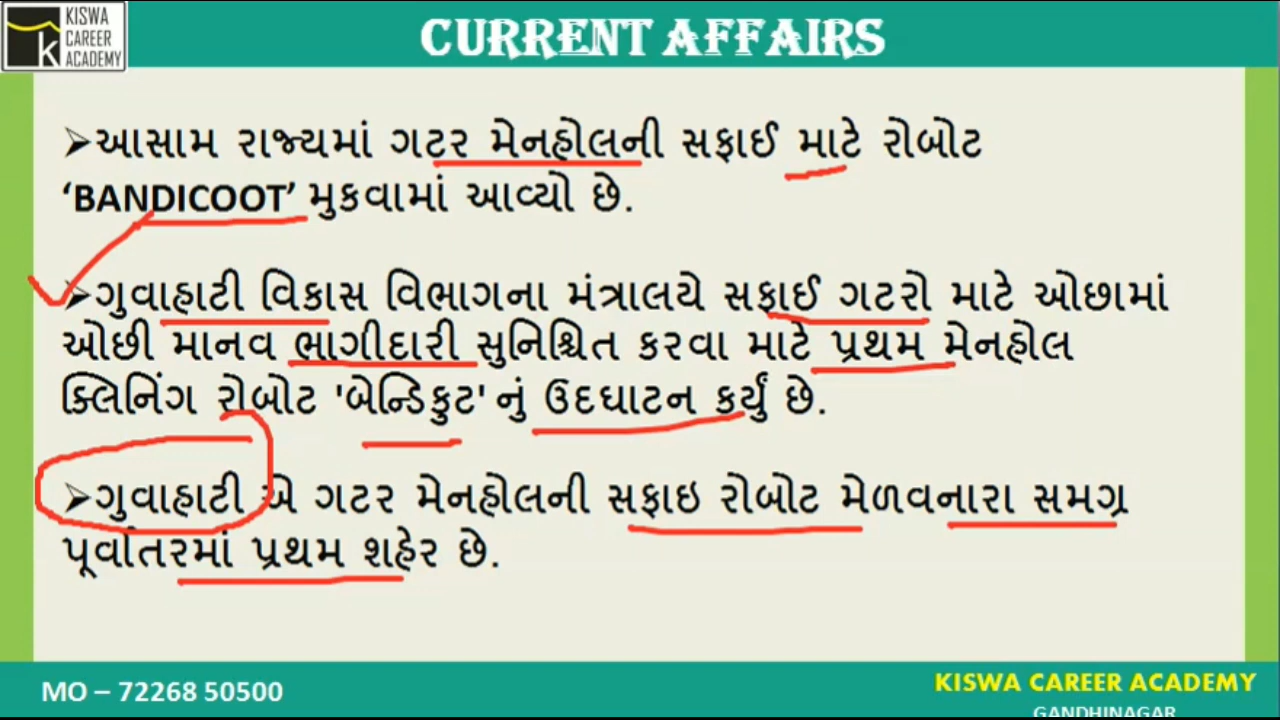 KISWA
CAREER
ACADEMY
CURRENT AFFAIRS
➤આસામ રાજ્યમાં ગટર મેનહોલની સફાઈ માટે રોબોટ
‘BANDICOOT’ મુકવામાં આવ્યો છે.
➤ગુવાહાટી વિકાસ વિભાગના મંત્રાલયે સફાઈ ગટરો માટે ઓછામાં
ઓછી માનવ ભાગીદારી સુનિશ્ચિત કરવા માટે પ્રથમ મેનહોલ
ક્લિનિંગ રોબોટ 'બેન્ડિકુટ' નું ઉદઘાટન કર્યું છે.
➤ગુવાહાટી એ ગટર મેનહોલની સફાઇ રોબોટ મેળવનારા સમગ્ર
પૂર્વોતરમાં પ્રથમ શહેર છે.
MO – 72268 50500
KISWA CAREER ACADEMY
GANDHINAGAR